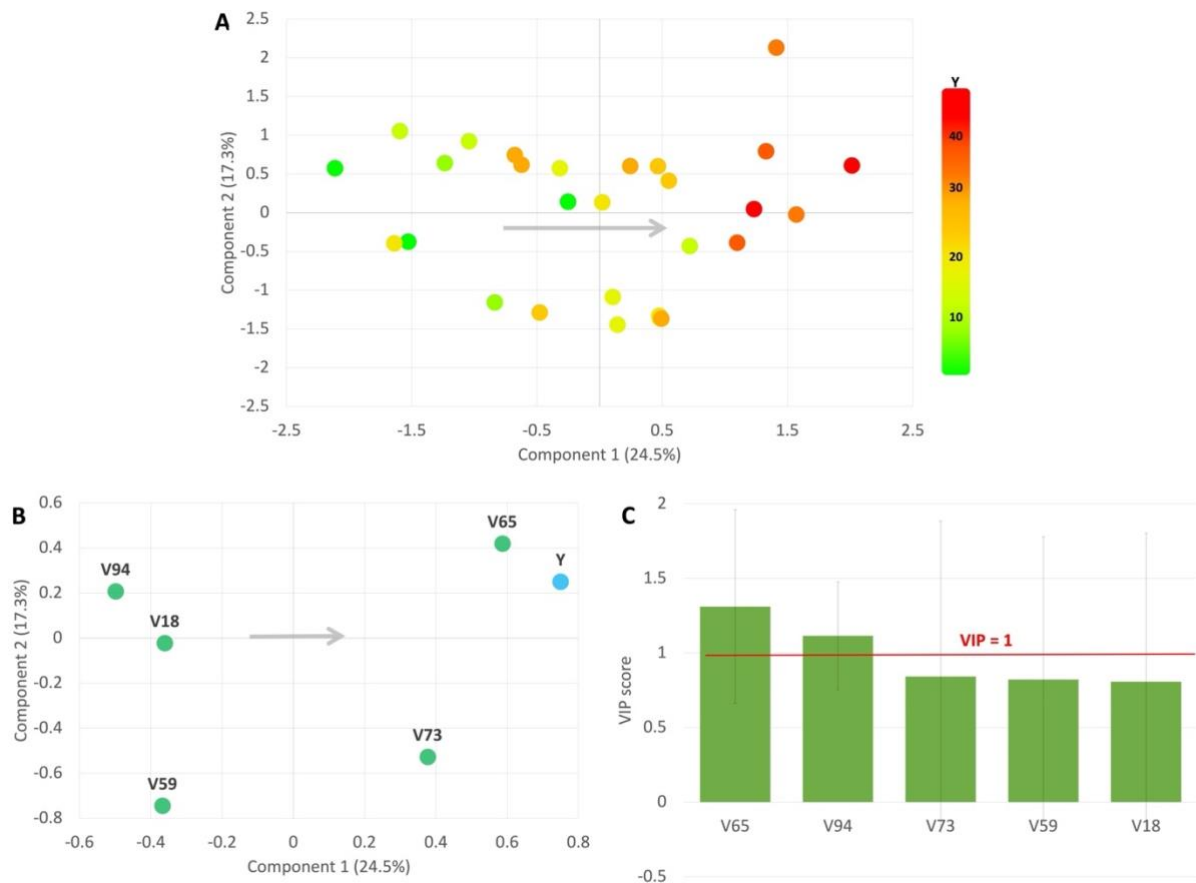 A
2.5
2
1.5
1
0.5
0
-0.5
-1
-1.5
-2
-2.5
Component 2 (17.3%)
-2.5 -1.5 -0.5 0.5 1.5 2.5
Component 1 (24.5%)
Y
40
30
20
10
B
0.6
0.4
0.2
0
-0.2
-0.4
-0.6
-0.8
Component 2 (17.3%)
V65
Y
V94
V18
V73
V59
-0.6 -0.4 -0.2 0 0.2 0.4 0.6 0.8
Component 1 (24.5%)
C
2
1.5
1
0.5
0
-0.5
VIP score
VIP = 1
V65 V94 V73 V59 V18